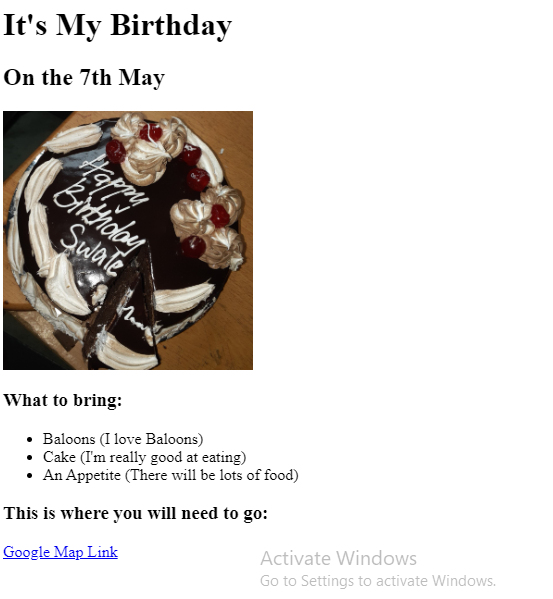 It's My Birthday
On the 7th May
Happy
Birthday
Swate
What to bring:
Baloons (I love Baloons)
Cake (I'm really good at eating)
An Appetite (There will be lots of food)
This is where you will need to go:
Google Map Link
Activate Windows
Go to Settings to activate Windows.